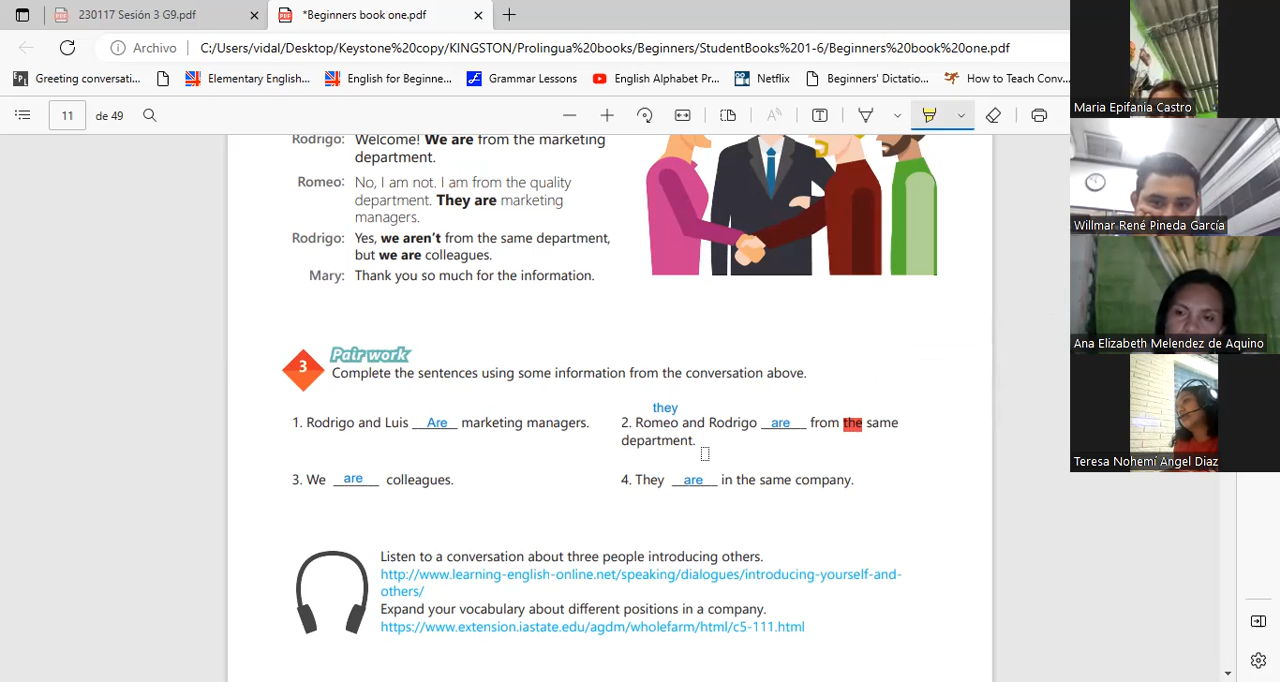 230117 Sesión 3 G9.pdf
*Beginners book one.pdf
Archivo
C:/Users/vidal/Desktop/Keystone%20copy/KINGSTON/Prolingua%20books/Beginners/StudentBooks%201-6/Beginners%20book%20one.pdf
Greeting conversati...
Elementary English...
English for Beginne...
Grammar Lessons
English Alphabet Pr...
Netflix
Beginners' Dictatio...
How to Teach Conv...
11 de 49
Rodrigo: Welcome! We are from the marketing
department.
Romeo: No, I am not. I am from the quality
department. They are marketing
managers.
Rodrigo: Yes, we aren't from the same department,
but we are colleagues.
Mary: Thank you so much for the information.
3 Pair work
Complete the sentences using some information from the conversation above.
1. Rodrigo and Luis Are marketing managers.
they
2. Romeo and Rodrigo are from the same
department.
3. We are colleagues.
4. They are in the same company.
Listen to a conversation about three people introducing others.
http://www.learning-english-online.net/speaking/dialogues/introducing-yourself-and-
others/
Expand your vocabulary about different positions in a company.
https://www.extension.iastate.edu/agdm/wholefarm/html/c5-111.html
Maria Epifania Castro
Willmar René Pineda García
Ana Elizabeth Melendez de Aquino
Teresa Nohemí Angel Diaz